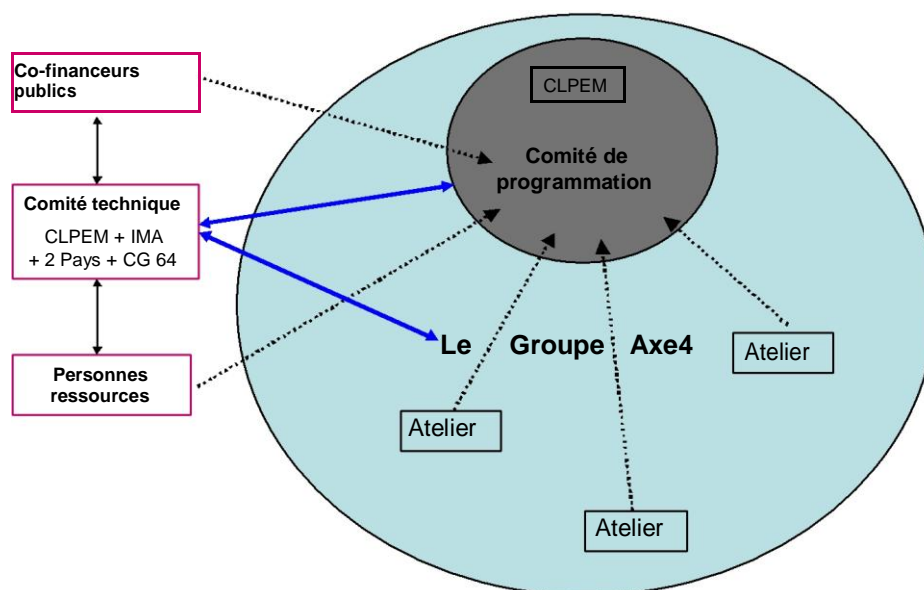 Co-financeurs
publics
CLPEM
Comité de
programmation
Comité technique
CLPEM + IMA
+ 2 Pays + CG 64
Le Groupe Axe4
Atelier
Personnes
ressources
Atelier
Atelier